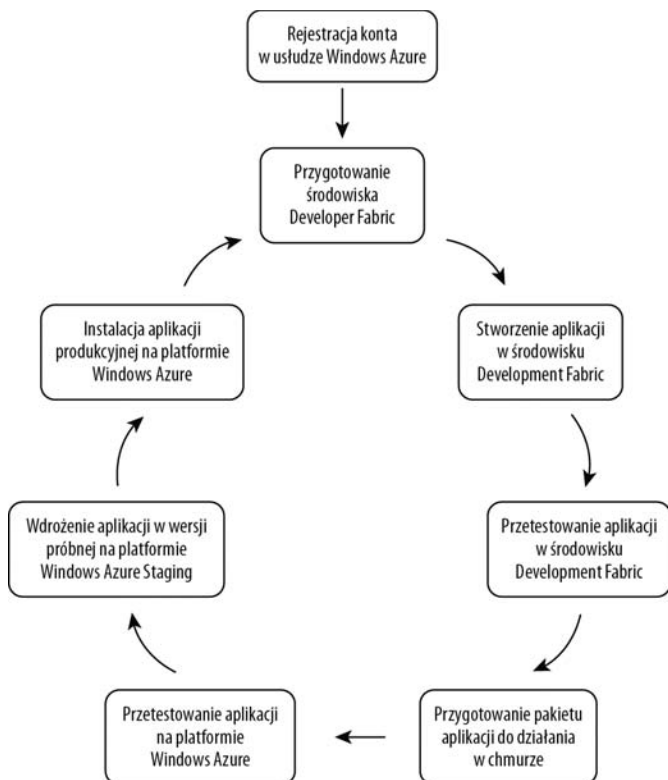 Rejestracja konta
w usłudze Windows Azure
Przygotowanie
środowiska
Developer Fabric
Stworzenie aplikacji
w środowisku
Development Fabric
Przetestowanie aplikacji
w środowisku
Development Fabric
Przygotowanie pakietu
aplikacji do działania
w chmurze
Przetestowanie aplikacji
na platformie
Windows Azure
Wdrożenie aplikacji w wersji
próbnej na platformie
Windows Azure Staging
Instalacja aplikacji
produkcyjnej na platformie
Windows Azure